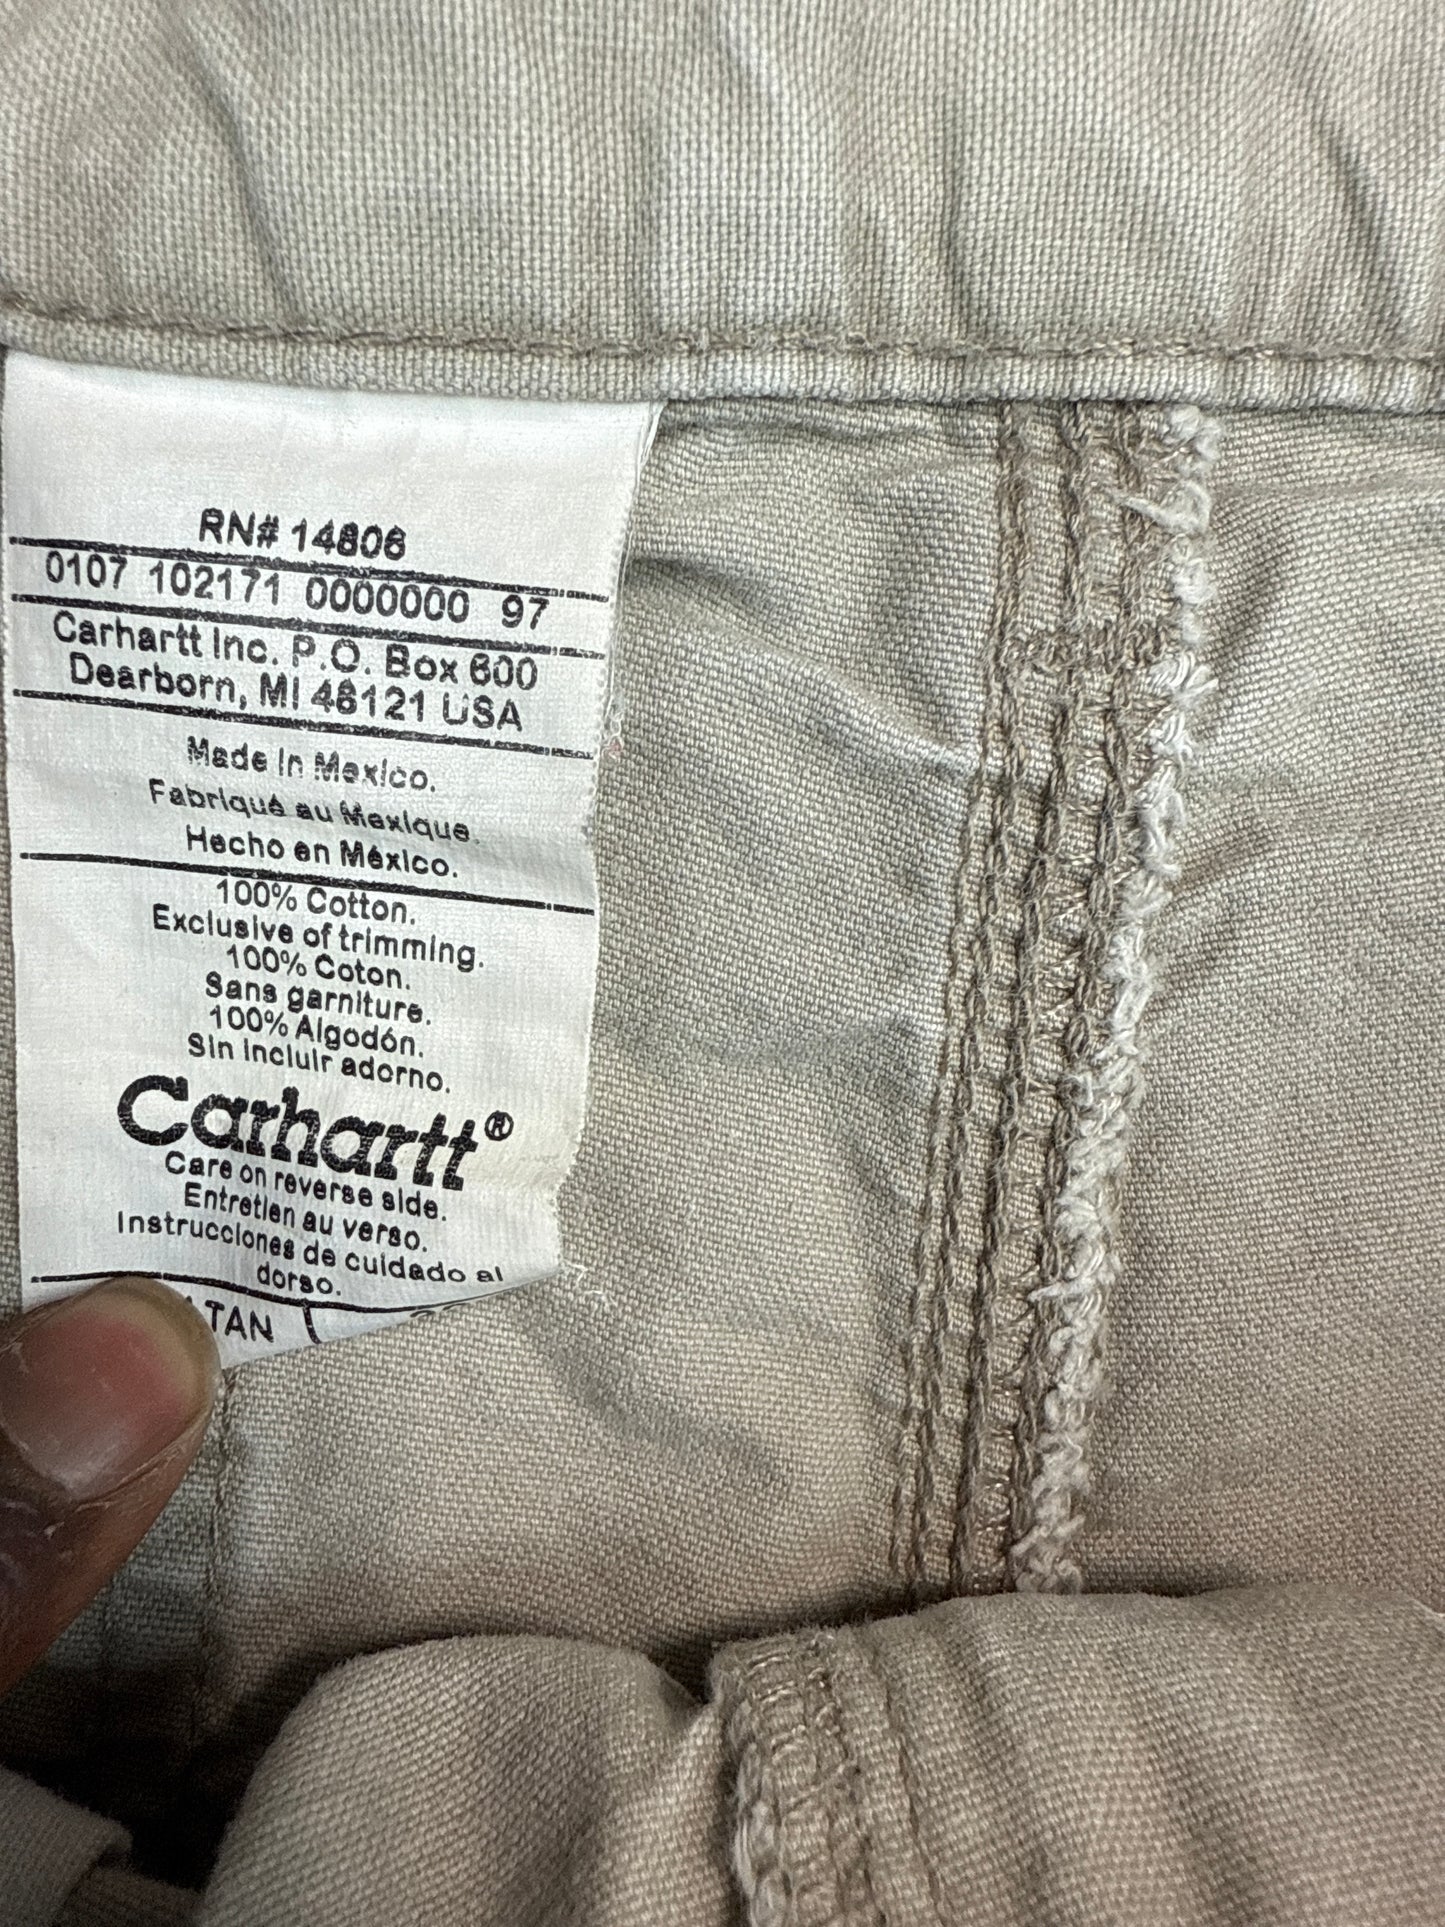 RN# 14806
0107 102171 0000000 97
Carhartt Inc. P.O. Box 600
Dearborn, MI 48121 USA
Made In Mexico.
Fabriqué au Mexique.
Hecho en México.
100% Cotton.
Exclusive of trimming.
100% Coton.
Sans garniture.
100% Algodón.
Sin incluir adorno.
Carhartt®
Care on reverse side.
Entretien au verso.
Instrucciones de cuidado al
dorso.
TAN